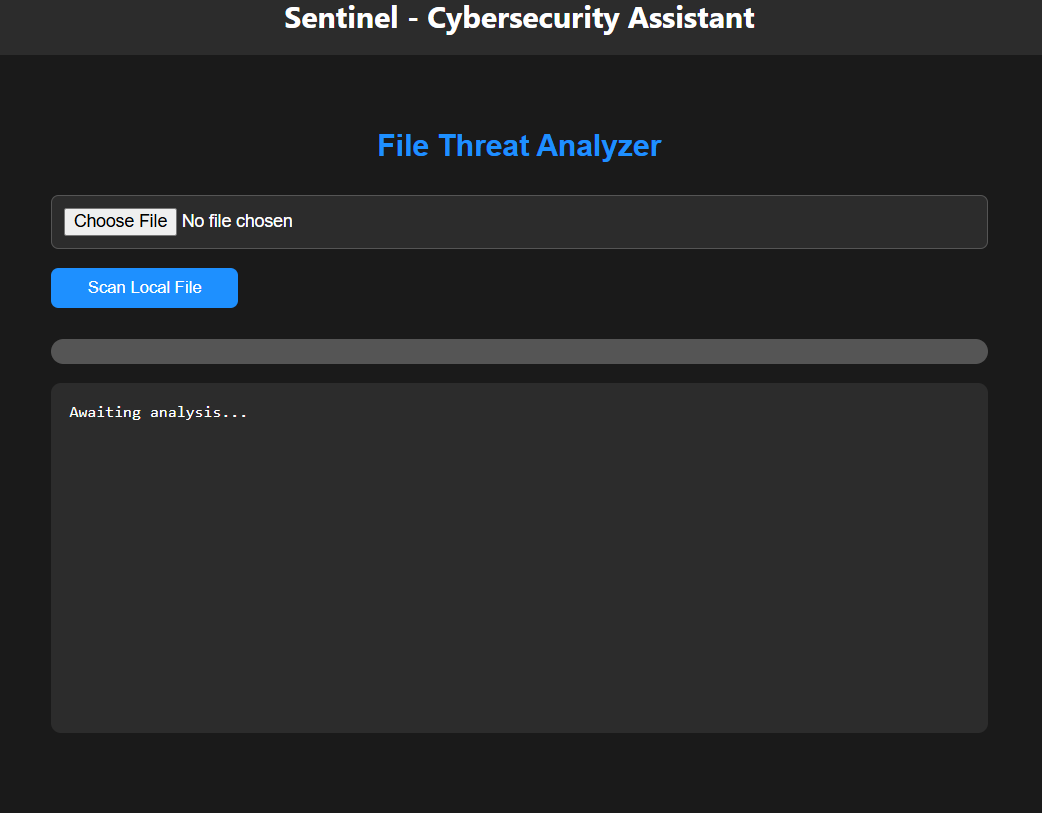 Sentinel - Cybersecurity Assistant
File Threat Analyzer
Choose File No file chosen
Scan Local File
Awaiting analysis...